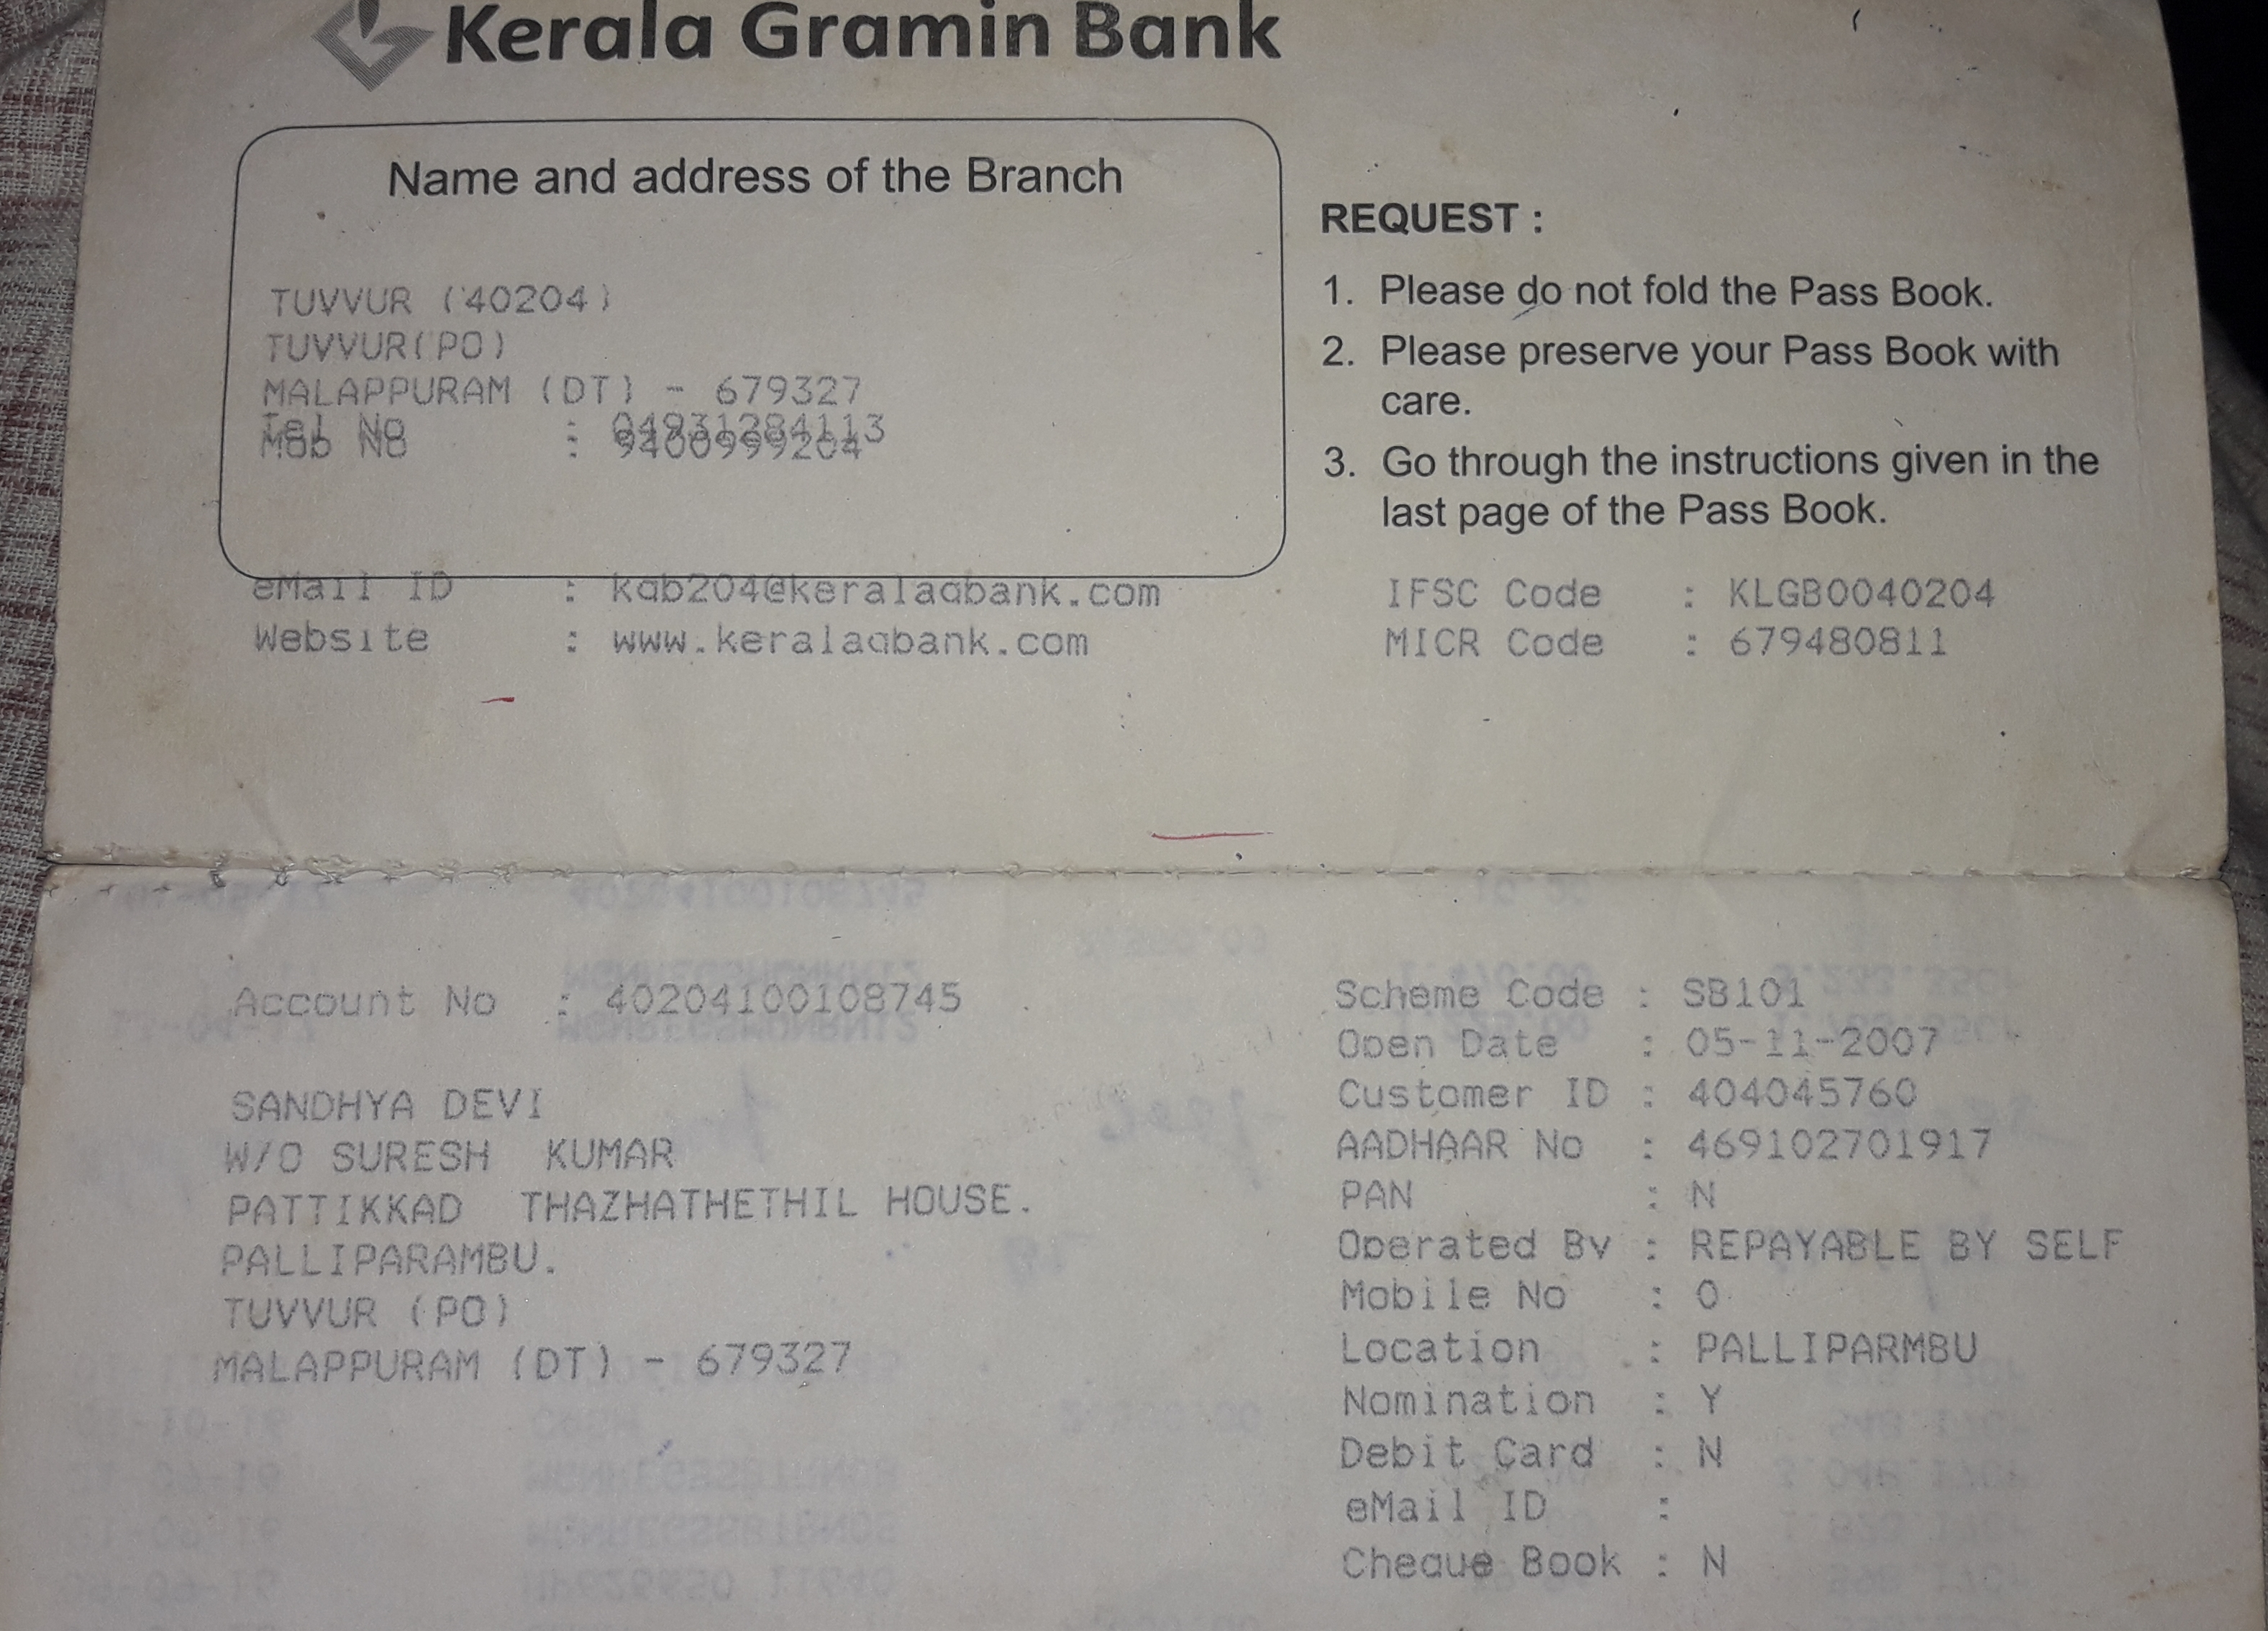 Kerala Gramin Bank
Name and address of the Branch
TUVVUR (40204)
TUVVUR(PO)
MALAPPURAM (DT) - 679327
Tel No : 04931284113
Mob No : 9400999204
eMail ID : kgb204@keralagbank.com
Website : www.keralagbank.com
REQUEST :
1. Please do not fold the Pass Book.
2. Please preserve your Pass Book with
care.
3. Go through the instructions given in the
last page of the Pass Book.
IFSC Code : KLGB0040204
MICR Code : 679480811
Account No : 40204100108745
SANDHYA DEVI
W/O SURESH KUMAR
PATTIKKAD THAZHATHETHIL HOUSE.
PALLIPARAMBU.
TUVVUR (PO)
MALAPPURAM (DT) - 679327
Scheme Code : SB101
Open Date : 05-11-2007
Customer ID : 404045760
AADHAAR No : 469102701917
PAN : N
Operated By : REPAYABLE BY SELF
Mobile No : 0
Location : PALLIPARMBU
Nomination : Y
Debit Card : N
eMail ID :
Cheque Book : N